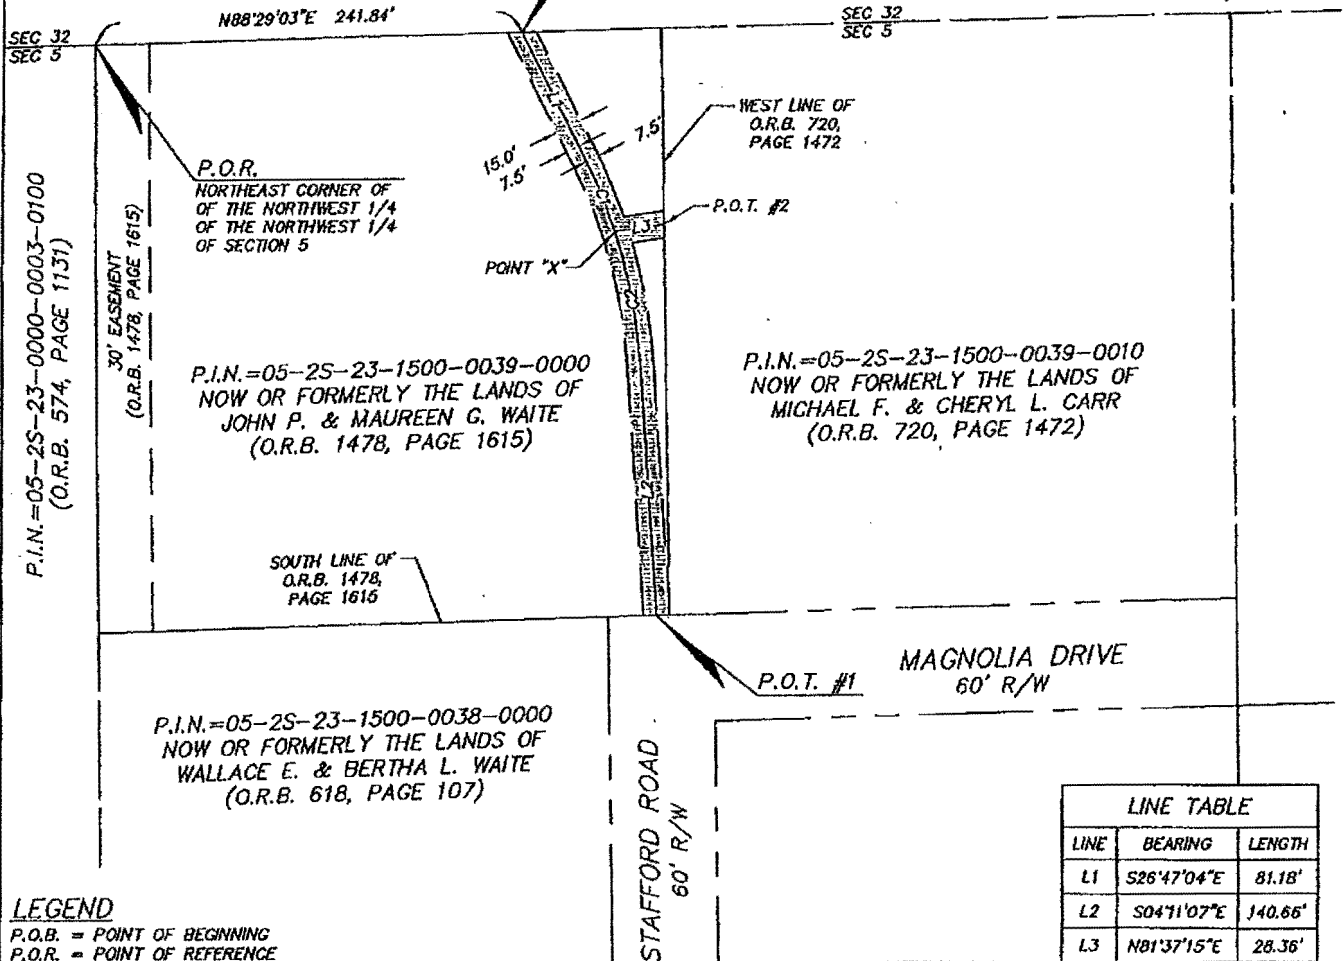 N88°29'03"E 241.84'
SEC 32
SEC 5
SEC 32
SEC 5
WEST LINE OF
O.R.B. 720,
PAGE 1472
15.0'
7.5'
7.5'
L1
P.O.R.
NORTHEAST CORNER OF
OF THE NORTHWEST 1/4
OF THE NORTHWEST 1/4
OF SECTION 5
C1
L3
P.O.T. #2
POINT "X"
C2
P.I.N.=05-2S-23-0000-0003-0100
(O.R.B. 574, PAGE 1131)
30' EASEMENT
(O.R.B. 1478, PAGE 1615)
P.I.N.=05-2S-23-1500-0039-0000
NOW OR FORMERLY THE LANDS OF
JOHN P. & MAUREEN G. WAITE
(O.R.B. 1478, PAGE 1615)
P.I.N.=05-2S-23-1500-0039-0010
NOW OR FORMERLY THE LANDS OF
MICHAEL F. & CHERYL L. CARR
(O.R.B. 720, PAGE 1472)
L2
SOUTH LINE OF
O.R.B. 1478,
PAGE 1615
P.O.T. #1
MAGNOLIA DRIVE
60' R/W
P.I.N.=05-2S-23-1500-0038-0000
NOW OR FORMERLY THE LANDS OF
WALLACE E. & BERTHA L. WAITE
(O.R.B. 618, PAGE 107)
STAFFORD ROAD
60' R/W
LINE TABLE
LINE BEARING LENGTH
L1 S26°47'04"E 81.18'
L2 S04°11'07"E 140.66'
L3 N81°37'15"E 28.36'
LEGEND
P.O.B. = POINT OF BEGINNING
P.O.R. = POINT OF REFERENCE